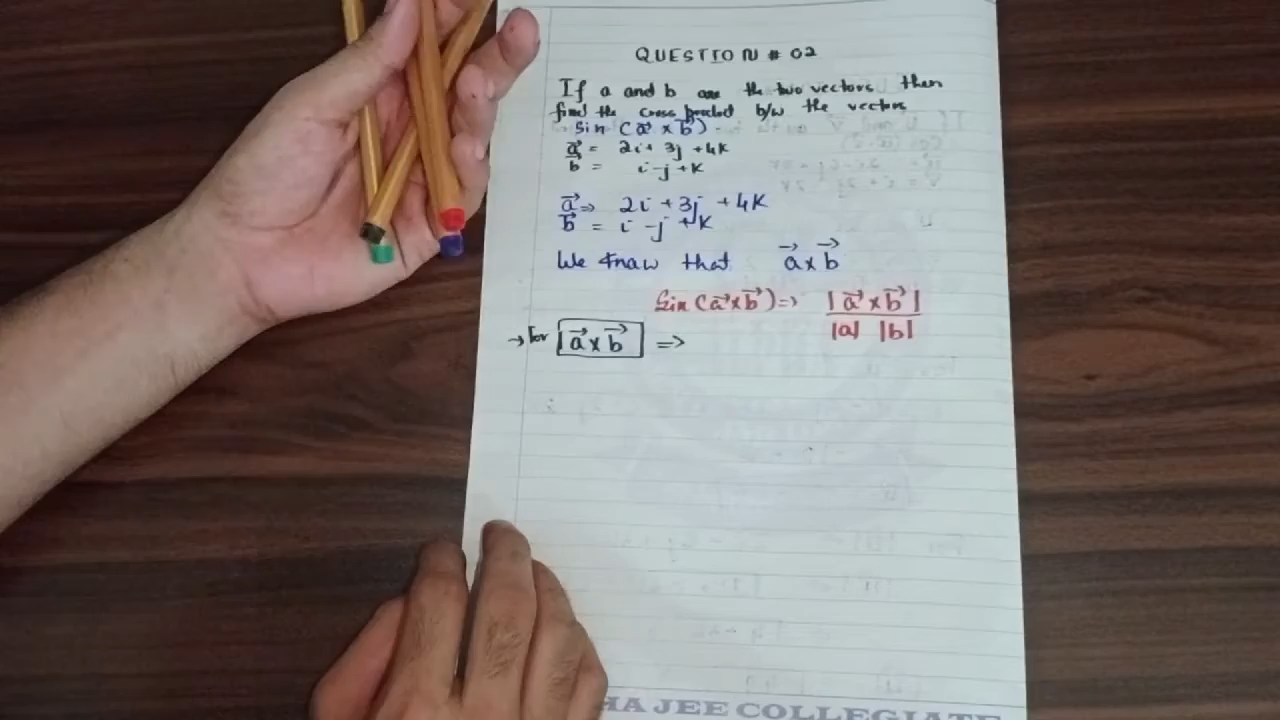 QUESTION # 02
If a and b are the two vectors then
find the cross product b/w the vectors
Sin (a⃗ x b⃗)
a⃗ = 2i + 3j + 4k
b = i - j + k
a⃗ => 2i + 3j + 4k
b⃗ = i - j + k
We know that a⃗ x b⃗
Sin (a⃗ x b⃗) => |a⃗ x b⃗|
|a| |b|
→ For |a⃗ x b⃗ =>
HA JEE COLLEGIATE